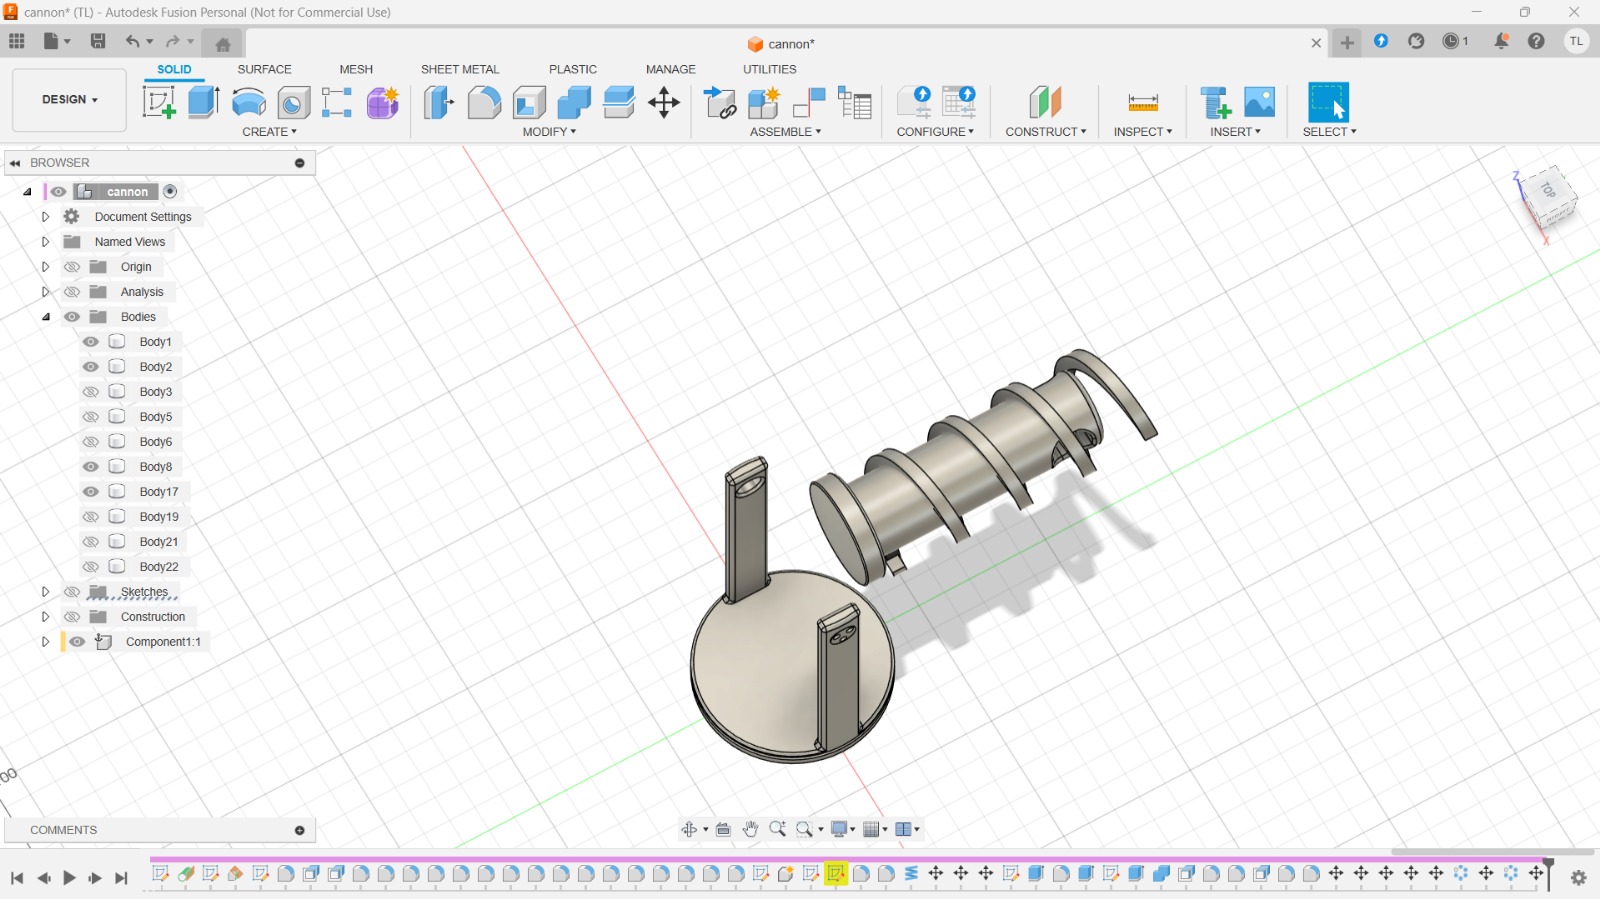 cannon* (TL) - Autodesk Fusion Personal (Not for Commercial Use)
cannon*
1
TL
DESIGN
SOLID
SURFACE
MESH
SHEET METAL
PLASTIC
MANAGE
UTILITIES
CREATE
MODIFY
ASSEMBLE
CONFIGURE
CONSTRUCT
INSPECT
INSERT
SELECT
BROWSER
cannon
Document Settings
Named Views
Origin
Analysis
Bodies
Body1
Body2
Body3
Body5
Body6
Body8
Body17
Body19
Body21
Body22
Sketches
Construction
Component1:1
Z
TOP
X
COMMENTS